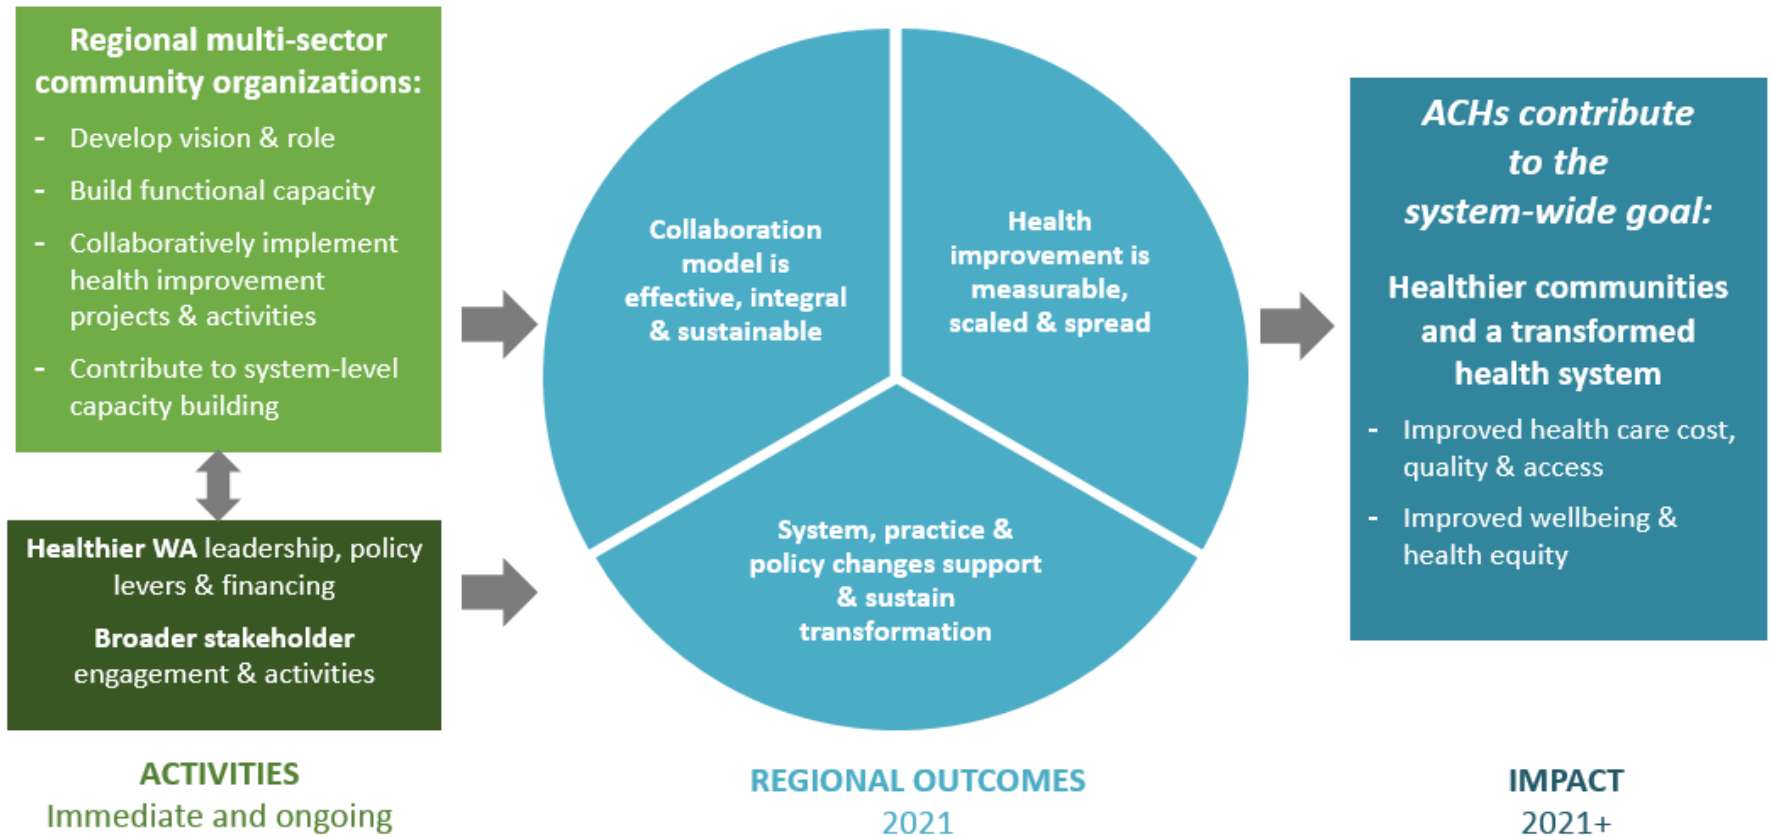 Regional multi-sector
community organizations:
- Develop vision & role
- Build functional capacity
- Collaboratively implement
health improvement
projects & activities
- Contribute to system-level
capacity building
Healthier WA leadership, policy
levers & financing
Broader stakeholder
engagement & activities
ACTIVITIES
Immediate and ongoing
Collaboration
model is
effective, integral
& sustainable
Health
improvement is
measurable,
scaled & spread
System, practice &
policy changes support
& sustain
transformation
REGIONAL OUTCOMES
2021
ACHs contribute
to the
system-wide goal:
Healthier communities
and a transformed
health system
- Improved health care cost,
quality & access
- Improved wellbeing &
health equity
IMPACT
2021+